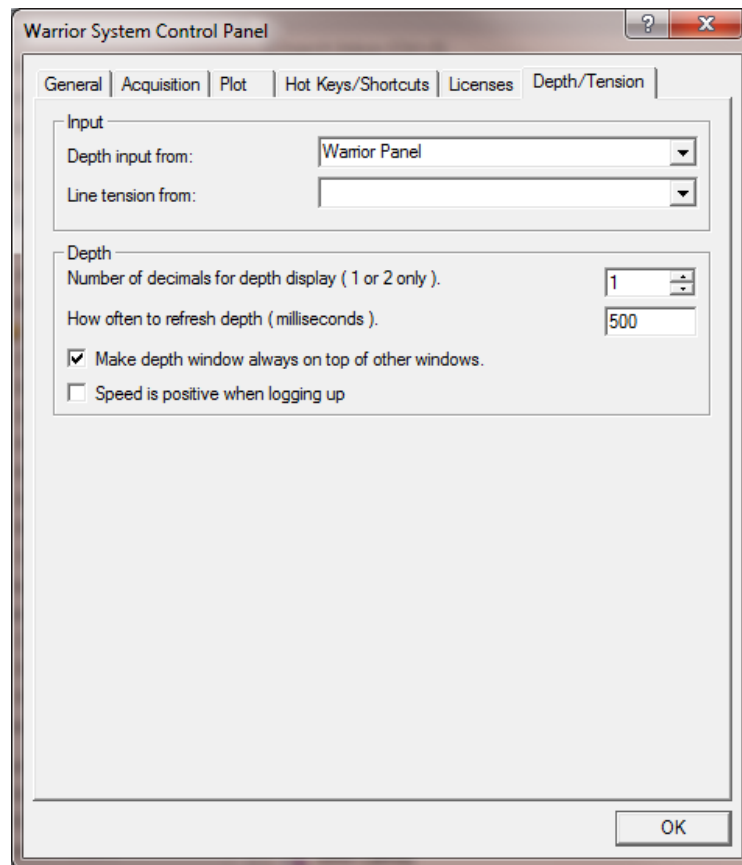 Warrior System Control Panel
General Acquisition Plot Hot Keys/Shortcuts Licenses Depth/Tension
Input
Depth input from: Warrior Panel
Line tension from:
Depth
Number of decimals for depth display ( 1 or 2 only ). 1
How often to refresh depth ( milliseconds ). 500
Make depth window always on top of other windows.
Speed is positive when logging up
OK